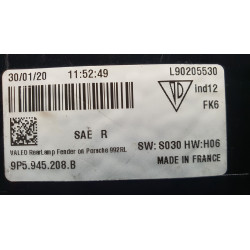 30/01/20 11:52:49 L90205530
ind12
FK6
SAE R
VALEO RearLamp Fender on Porsche 992RL
SW: S030 HW:H06
9P5.945.208.B MADE IN FRANCE